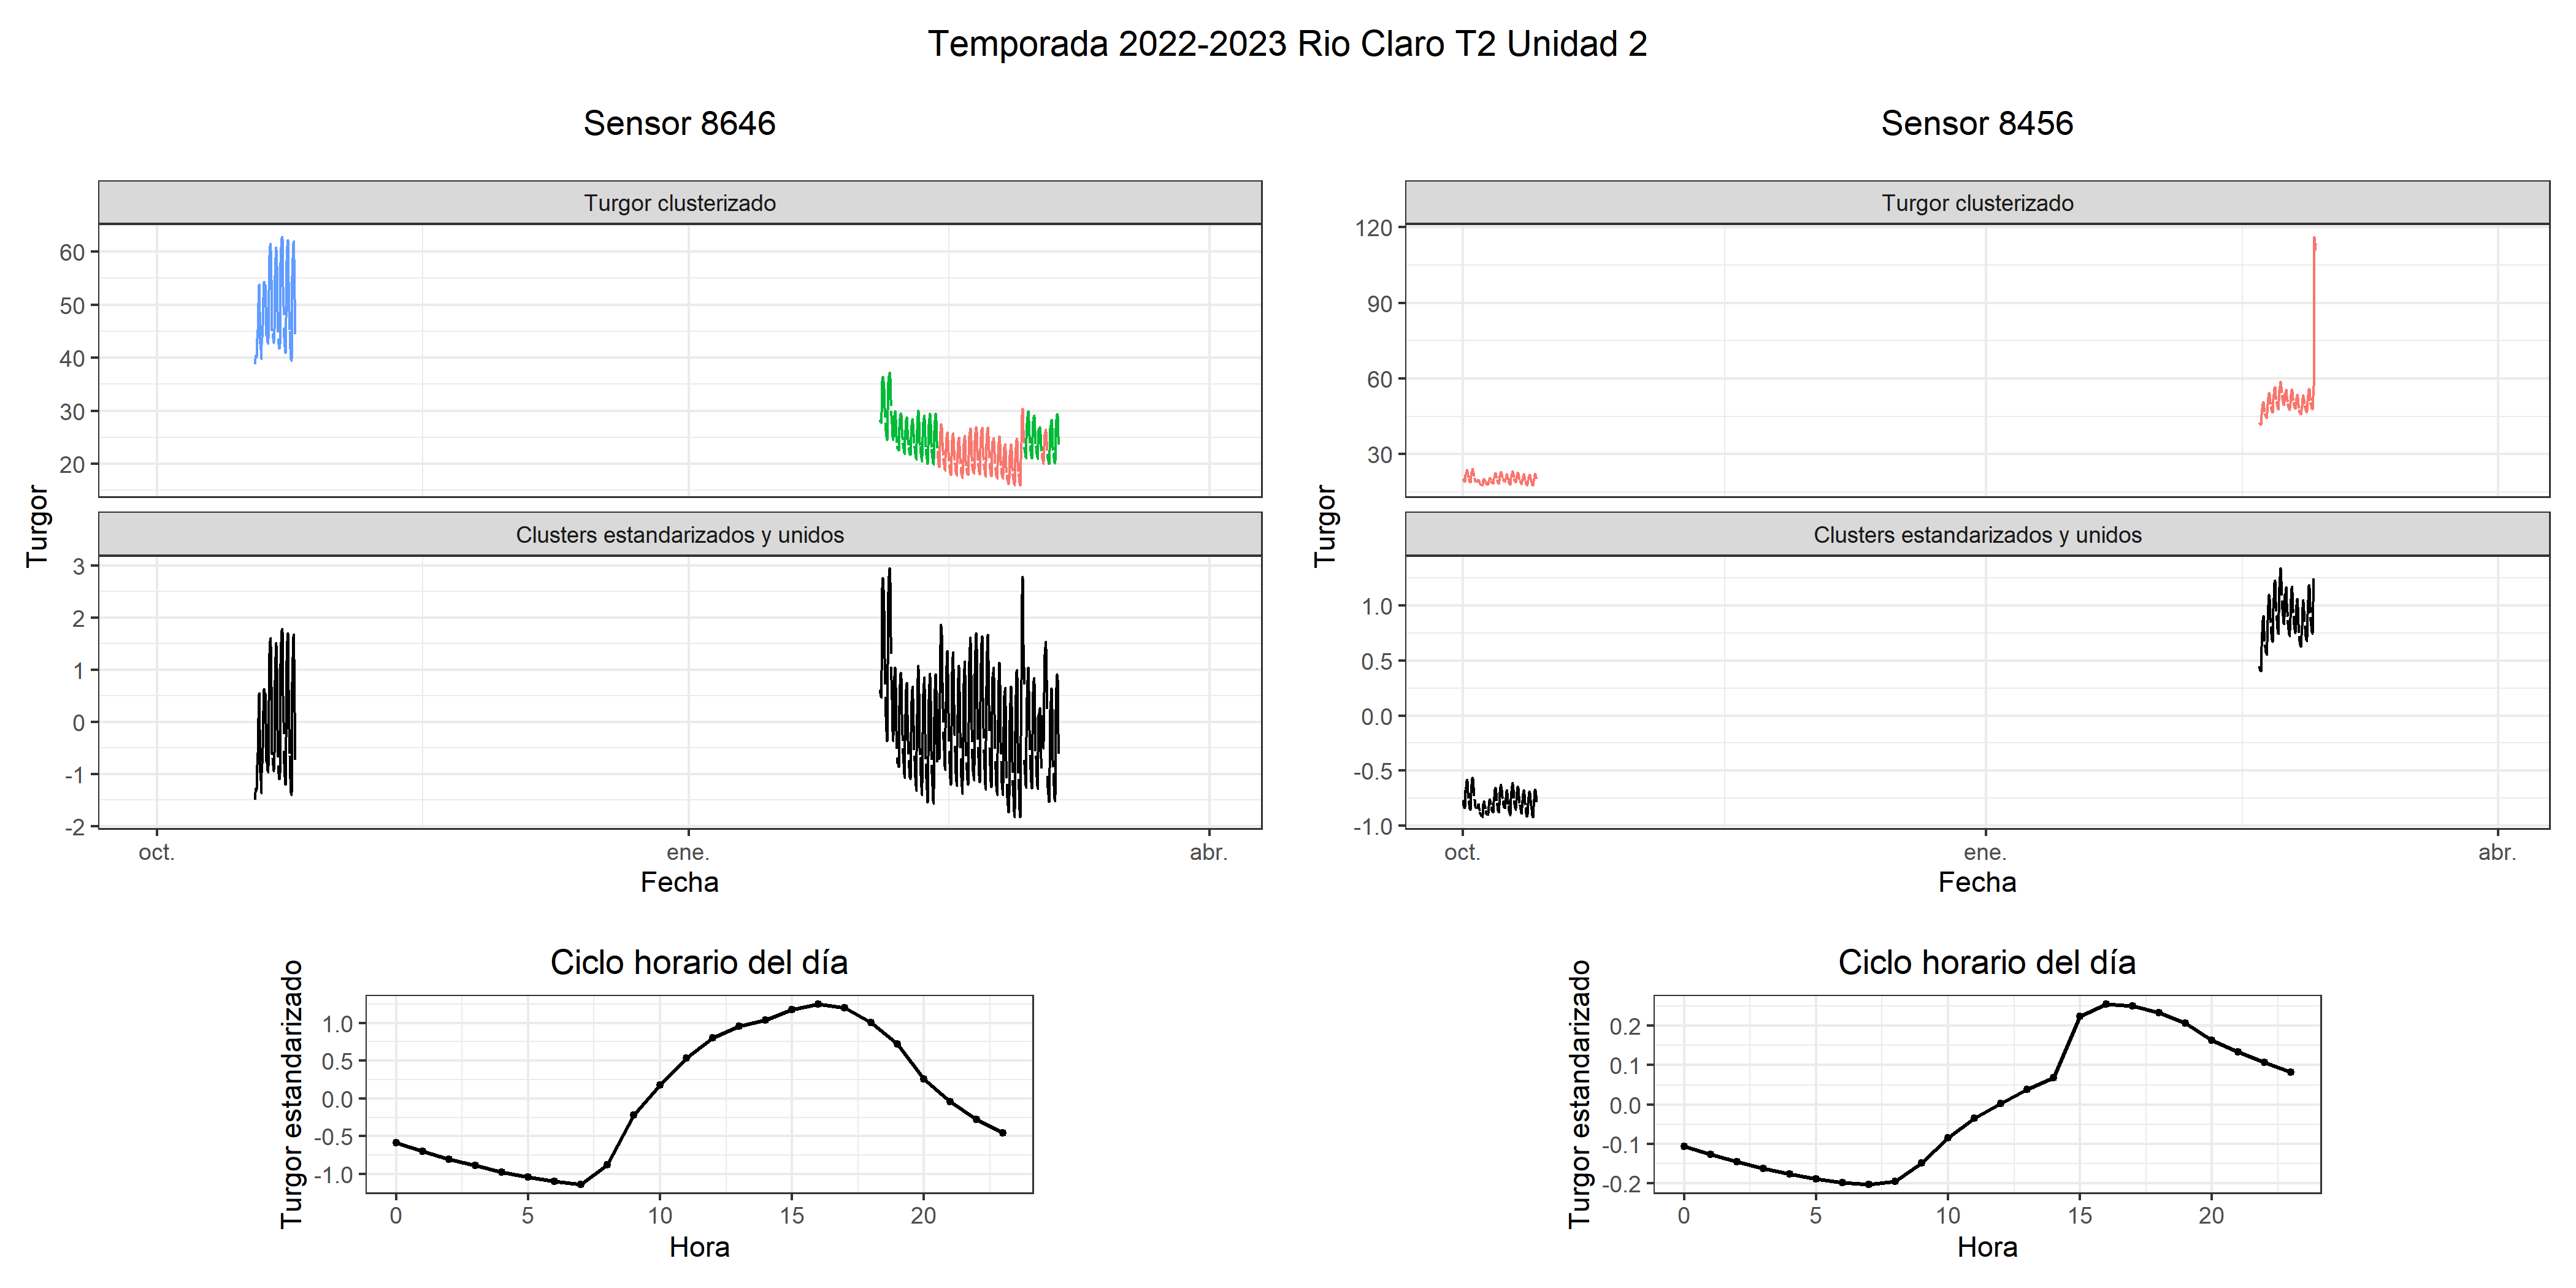 Temporada 2022-2023 Rio Claro T2 Unidad 2
Sensor 8646
Turgor clusterizado
60
50
40
30
20
Turgor
Clusters estandarizados y unidos
3
2
1
0
-1
-2
oct.
ene.
abr.
Fecha
Ciclo horario del día
Turgor estandarizado
1.0
0.5
0.0
-0.5
-1.0
0
5
10
15
20
Hora
Sensor 8456
Turgor clusterizado
120
90
60
30
Turgor
Clusters estandarizados y unidos
1.0
0.5
0.0
-0.5
-1.0
oct.
ene.
abr.
Fecha
Ciclo horario del día
Turgor estandarizado
0.2
0.1
0.0
-0.1
-0.2
0
5
10
15
20
Hora